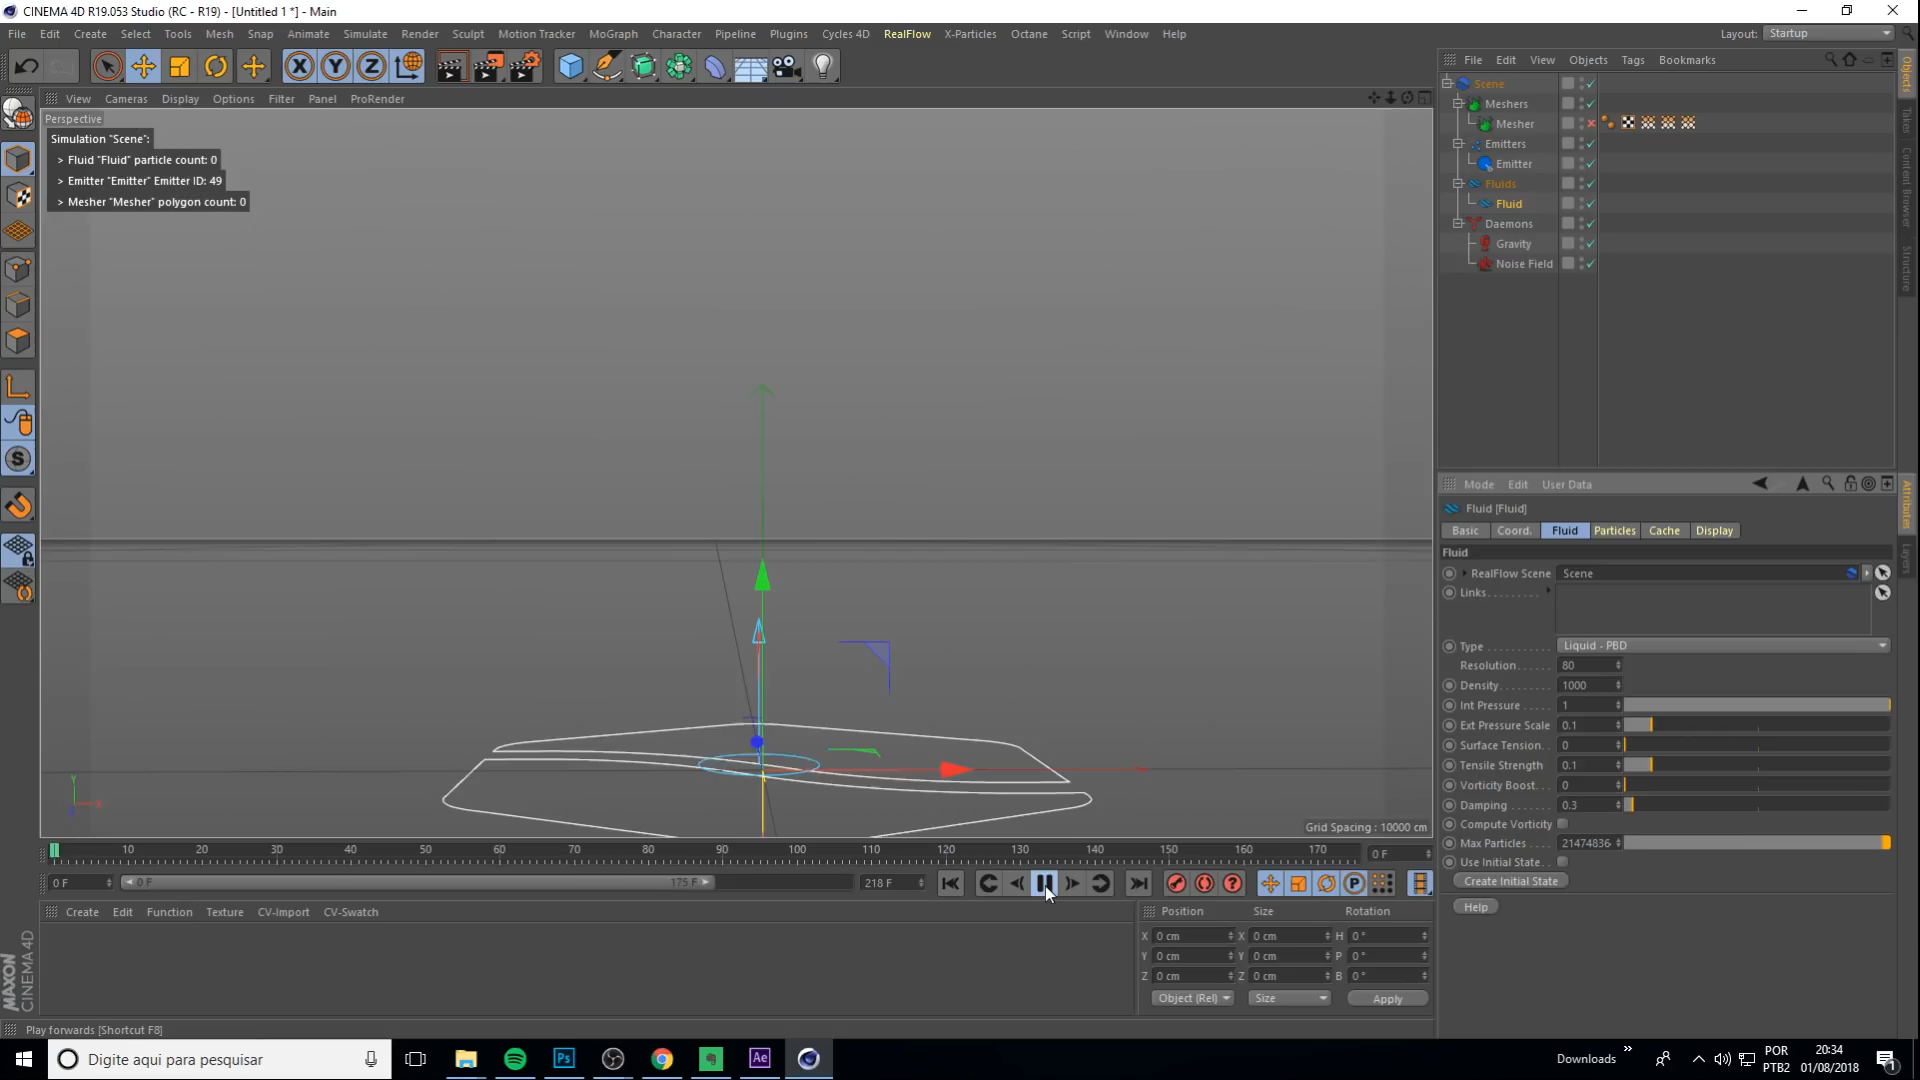 CINEMA 4D R19.053 Studio (RC - R19) - [Untitled 1 *] - Main
File Edit Create Select Tools Mesh Snap Animate Simulate Render Sculpt Motion Tracker MoGraph Character Pipeline Plugins Cycles 4D RealFlow X-Particles Octane Script Window Help
Layout: Startup
File Edit View Objects Tags Bookmarks
View Cameras Display Options Filter Panel ProRender
Perspective
Simulation "Scene":
> Fluid "Fluid" particle count: 0
> Emitter "Emitter" Emitter ID: 49
> Mesher "Mesher" polygon count: 0
Scene
Meshers
Mesher
Emitters
Emitter
Fluids
Fluid
Daemons
Gravity
Noise Field
Objects
Takes
Content Browser
Structure
Mode Edit User Data
Fluid [Fluid]
Basic Coord. Fluid Particles Cache Display
Fluid
RealFlow Scene Scene
Links
Type Liquid - PBD
Resolution 80
Density 1000
Int Pressure 1
Ext Pressure Scale 0.1
Surface Tension 0
Tensile Strength 0.1
Vorticity Boost 0
Damping 0.3
Compute Vorticity
Max Particles 21474836
Use Initial State
Create Initial State
Help
Attributes
Layers
Y
X
Grid Spacing : 10000 cm
10 20 30 40 50 60 70 80 90 100 110 120 130 140 150 160 170 0 F
0 F 0 F 175 F 218 F
Create Edit Function Texture CV-Import CV-Swatch
Position Size Rotation
X 0 cm X 0 cm H 0 °
Y 0 cm Y 0 cm P 0 °
Z 0 cm Z 0 cm B 0 °
Object (Rel) Size Apply
MAXON
CINEMA 4D
Play forwards [Shortcut F8]
Digite aqui para pesquisar
Ps
Ae
Downloads
POR
PTB2
20:34
01/08/2018
1